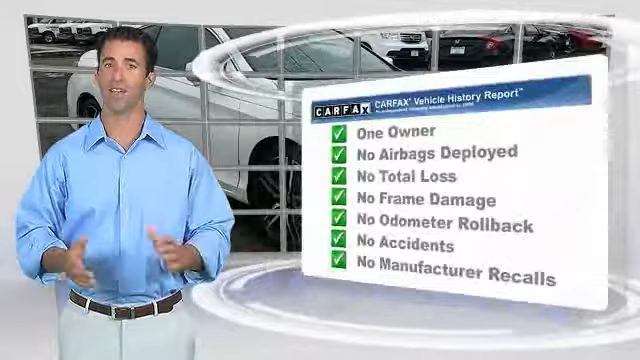 CARFAX CARFAX® Vehicle History Report™
One Owner
No Airbags Deployed
No Total Loss
No Frame Damage
No Odometer Rollback
No Accidents
No Manufacturer Recalls